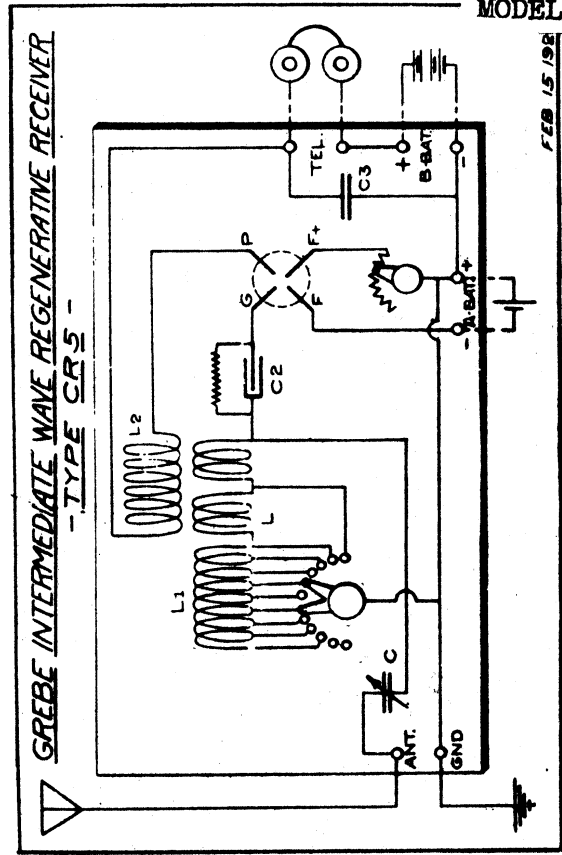 MODEL
GREBE INTERMEDIATE WAVE REGENERATIVE RECEIVER
- TYPE CR5 -
L2
P
G
F+
F
C2
L
L1
C
ANT.
GND
TEL.
C3
+
B-BAT.
-
- A-BAT. +
FEB 15 192